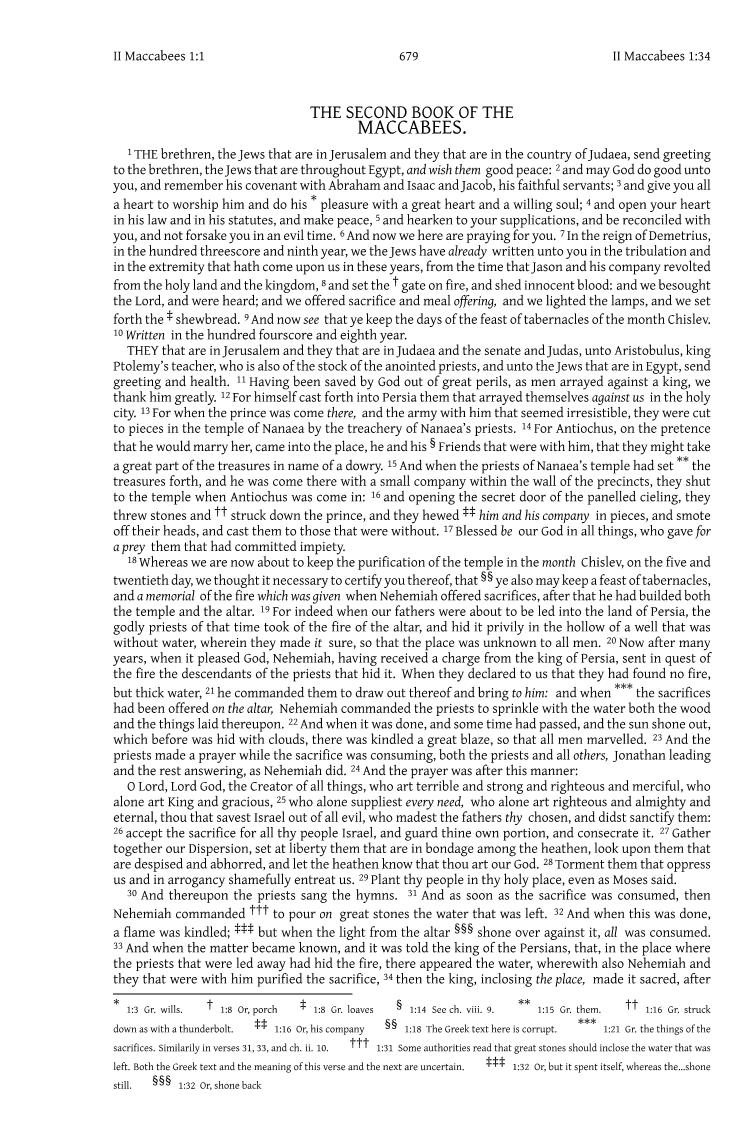 II Maccabees 1:1 679 II Maccabees 1:34
THE SECOND BOOK OF THE
MACCABEES.
1 THE brethren, the Jews that are in Jerusalem and they that are in the country of Judaea, send greeting
to the brethren, the Jews that are throughout Egypt, and wish them good peace: 2 and may God do good unto
you, and remember his covenant with Abraham and Isaac and Jacob, his faithful servants; 3 and give you all
a heart to worship him and do his * pleasure with a great heart and a willing soul; 4 and open your heart
in his law and in his statutes, and make peace, 5 and hearken to your supplications, and be reconciled with
you, and not forsake you in an evil time. 6 And now we here are praying for you. 7 In the reign of Demetrius,
in the hundred threescore and ninth year, we the Jews have already written unto you in the tribulation and
in the extremity that hath come upon us in these years, from the time that Jason and his company revolted
from the holy land and the kingdom, 8 and set the † gate on fire, and shed innocent blood: and we besought
the Lord, and were heard; and we offered sacrifice and meal offering, and we lighted the lamps, and we set
forth the ‡ shewbread. 9 And now see that ye keep the days of the feast of tabernacles of the month Chislev.
10 Written in the hundred fourscore and eighth year.
THEY that are in Jerusalem and they that are in Judaea and the senate and Judas, unto Aristobulus, king
Ptolemy's teacher, who is also of the stock of the anointed priests, and unto the Jews that are in Egypt, send
greeting and health. 11 Having been saved by God out of great perils, as men arrayed against a king, we
thank him greatly. 12 For himself cast forth into Persia them that arrayed themselves against us in the holy
city. 13 For when the prince was come there, and the army with him that seemed irresistible, they were cut
to pieces in the temple of Nanaea by the treachery of Nanaea's priests. 14 For Antiochus, on the pretence
that he would marry her, came into the place, he and his § Friends that were with him, that they might take
a great part of the treasures in name of a dowry. 15 And when the priests of Nanaea's temple had set ** the
treasures forth, and he was come there with a small company within the wall of the precincts, they shut
to the temple when Antiochus was come in: 16 and opening the secret door of the panelled cieling, they
threw stones and †† struck down the prince, and they hewed ‡‡ him and his company in pieces, and smote
off their heads, and cast them to those that were without. 17 Blessed be our God in all things, who gave for
a prey them that had committed impiety.
18 Whereas we are now about to keep the purification of the temple in the month Chislev, on the five and
twentieth day, we thought it necessary to certify you thereof, that §§ ye also may keep a feast of tabernacles,
and a memorial of the fire which was given when Nehemiah offered sacrifices, after that he had builded both
the temple and the altar. 19 For indeed when our fathers were about to be led into the land of Persia, the
godly priests of that time took of the fire of the altar, and hid it privily in the hollow of a well that was
without water, wherein they made it sure, so that the place was unknown to all men. 20 Now after many
years, when it pleased God, Nehemiah, having received a charge from the king of Persia, sent in quest of
the fire the descendants of the priests that hid it. When they declared to us that they had found no fire,
but thick water, 21 he commanded them to draw out thereof and bring to him: and when *** the sacrifices
had been offered on the altar, Nehemiah commanded the priests to sprinkle with the water both the wood
and the things laid thereupon. 22 And when it was done, and some time had passed, and the sun shone out,
which before was hid with clouds, there was kindled a great blaze, so that all men marvelled. 23 And the
priests made a prayer while the sacrifice was consuming, both the priests and all others, Jonathan leading
and the rest answering, as Nehemiah did. 24 And the prayer was after this manner:
O Lord, Lord God, the Creator of all things, who art terrible and strong and righteous and merciful, who
alone art King and gracious, 25 who alone suppliest every need, who alone art righteous and almighty and
eternal, thou that savest Israel out of all evil, who madest the fathers thy chosen, and didst sanctify them:
26 accept the sacrifice for all thy people Israel, and guard thine own portion, and consecrate it. 27 Gather
together our Dispersion, set at liberty them that are in bondage among the heathen, look upon them that
are despised and abhorred, and let the heathen know that thou art our God. 28 Torment them that oppress
us and in arrogancy shamefully entreat us. 29 Plant thy people in thy holy place, even as Moses said.
30 And thereupon the priests sang the hymns. 31 And as soon as the sacrifice was consumed, then
Nehemiah commanded ††† to pour on great stones the water that was left. 32 And when this was done,
a flame was kindled; ‡‡‡ but when the light from the altar §§§ shone over against it, all was consumed.
33 And when the matter became known, and it was told the king of the Persians, that, in the place where
the priests that were led away had hid the fire, there appeared the water, wherewith also Nehemiah and
they that were with him purified the sacrifice, 34 then the king, inclosing the place, made it sacred, after
* 1:3 Gr. wills. † 1:8 Or, porch ‡ 1:8 Gr. loaves § 1:14 See ch. viii. 9. ** 1:15 Gr. them. †† 1:16 Gr. struck
down as with a thunderbolt. ‡‡ 1:16 Or, his company §§ 1:18 The Greek text here is corrupt. *** 1:21 Gr. the things of the
sacrifices. Similarily in verses 31, 33, and ch. ii. 10. ††† 1:31 Some authorities read that great stones should inclose the water that was
left. Both the Greek text and the meaning of this verse and the next are uncertain. ‡‡‡ 1:32 Or, but it spent itself, whereas the...shone
still. §§§ 1:32 Or, shone back